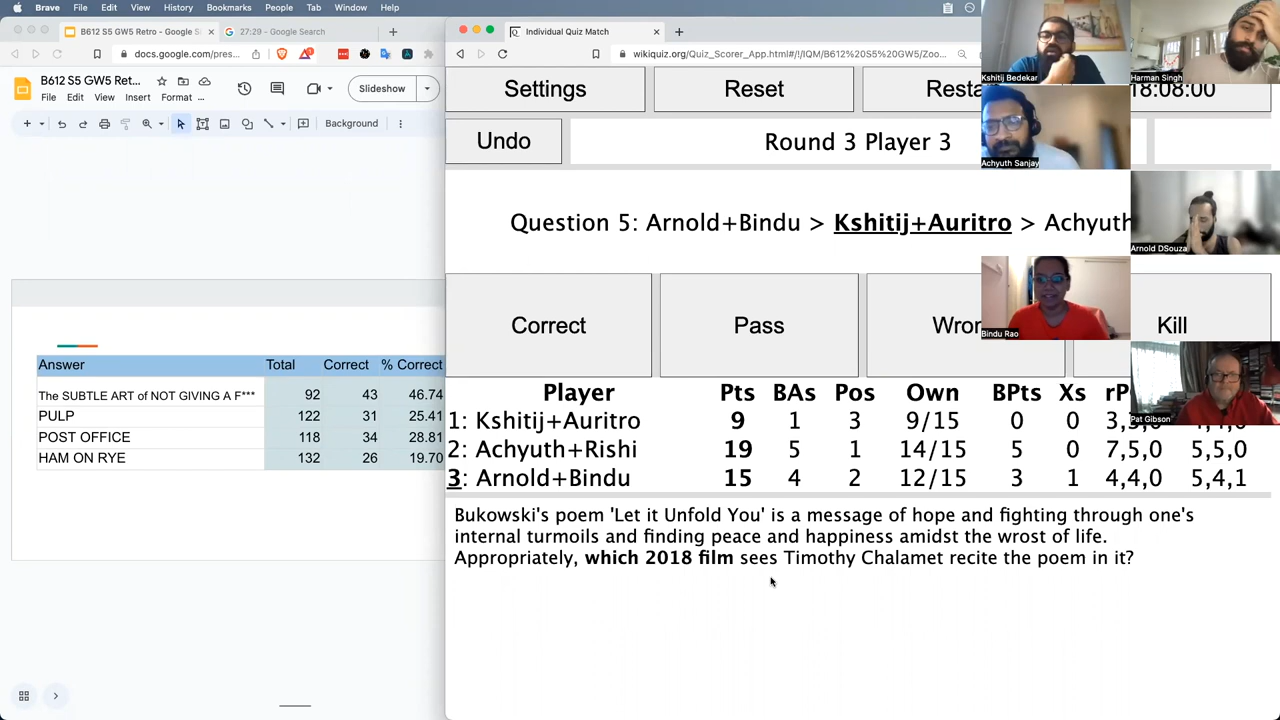 Brave File Edit View History Bookmarks People Tab Window Help
B612 S5 GW5 Retro - Google S
27:29 - Google Search
Individual Quiz Match
docs.google.com/pres...
wikiquiz.org/Quiz_Scorer_App.html#/!/IQM/B612%20S5%20GW5/Zoo...
B612 S5 GW5 Ret...
File Edit View Insert Format ...
Slideshow
Background
Settings Reset Resta 18:08:00
Undo Round 3 Player 3
Question 5: Arnold+Bindu > Kshitij+Auritro > Achyuth
Correct Pass Wron Kill
Kshitij Bedekar
Harman Singh
Achyuth Sanjay
Arnold DSouza
Bindu Rao
Pat Gibson
Answer Total Correct % Correct
The SUBTLE ART of NOT GIVING A F*** 92 43 46.74
PULP 122 31 25.41
POST OFFICE 118 34 28.81
HAM ON RYE 132 26 19.70
Player Pts BAs Pos Own BPts Xs
1: Kshitij+Auritro 9 1 3 9/15 0 0
2: Achyuth+Rishi 19 5 1 14/15 5 0 7,5,0 5,5,0
3: Arnold+Bindu 15 4 2 12/15 3 1 4,4,0 5,4,1
Bukowski's poem 'Let it Unfold You' is a message of hope and fighting through one's
internal turmoils and finding peace and happiness amidst the wrost of life.
Appropriately, which 2018 film sees Timothy Chalamet recite the poem in it?